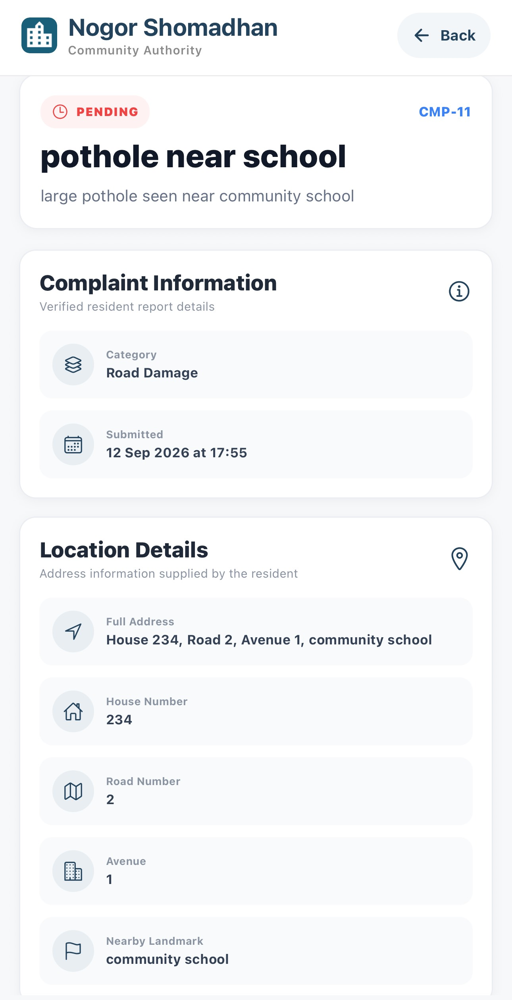 Nogor Shomadhan
Community Authority
Back
PENDING
CMP-11
pothole near school
large pothole seen near community school
Complaint Information
Verified resident report details
Category
Road Damage
Submitted
12 Sep 2026 at 17:55
Location Details
Address information supplied by the resident
Full Address
House 234, Road 2, Avenue 1, community school
House Number
234
Road Number
2
Avenue
1
Nearby Landmark
community school